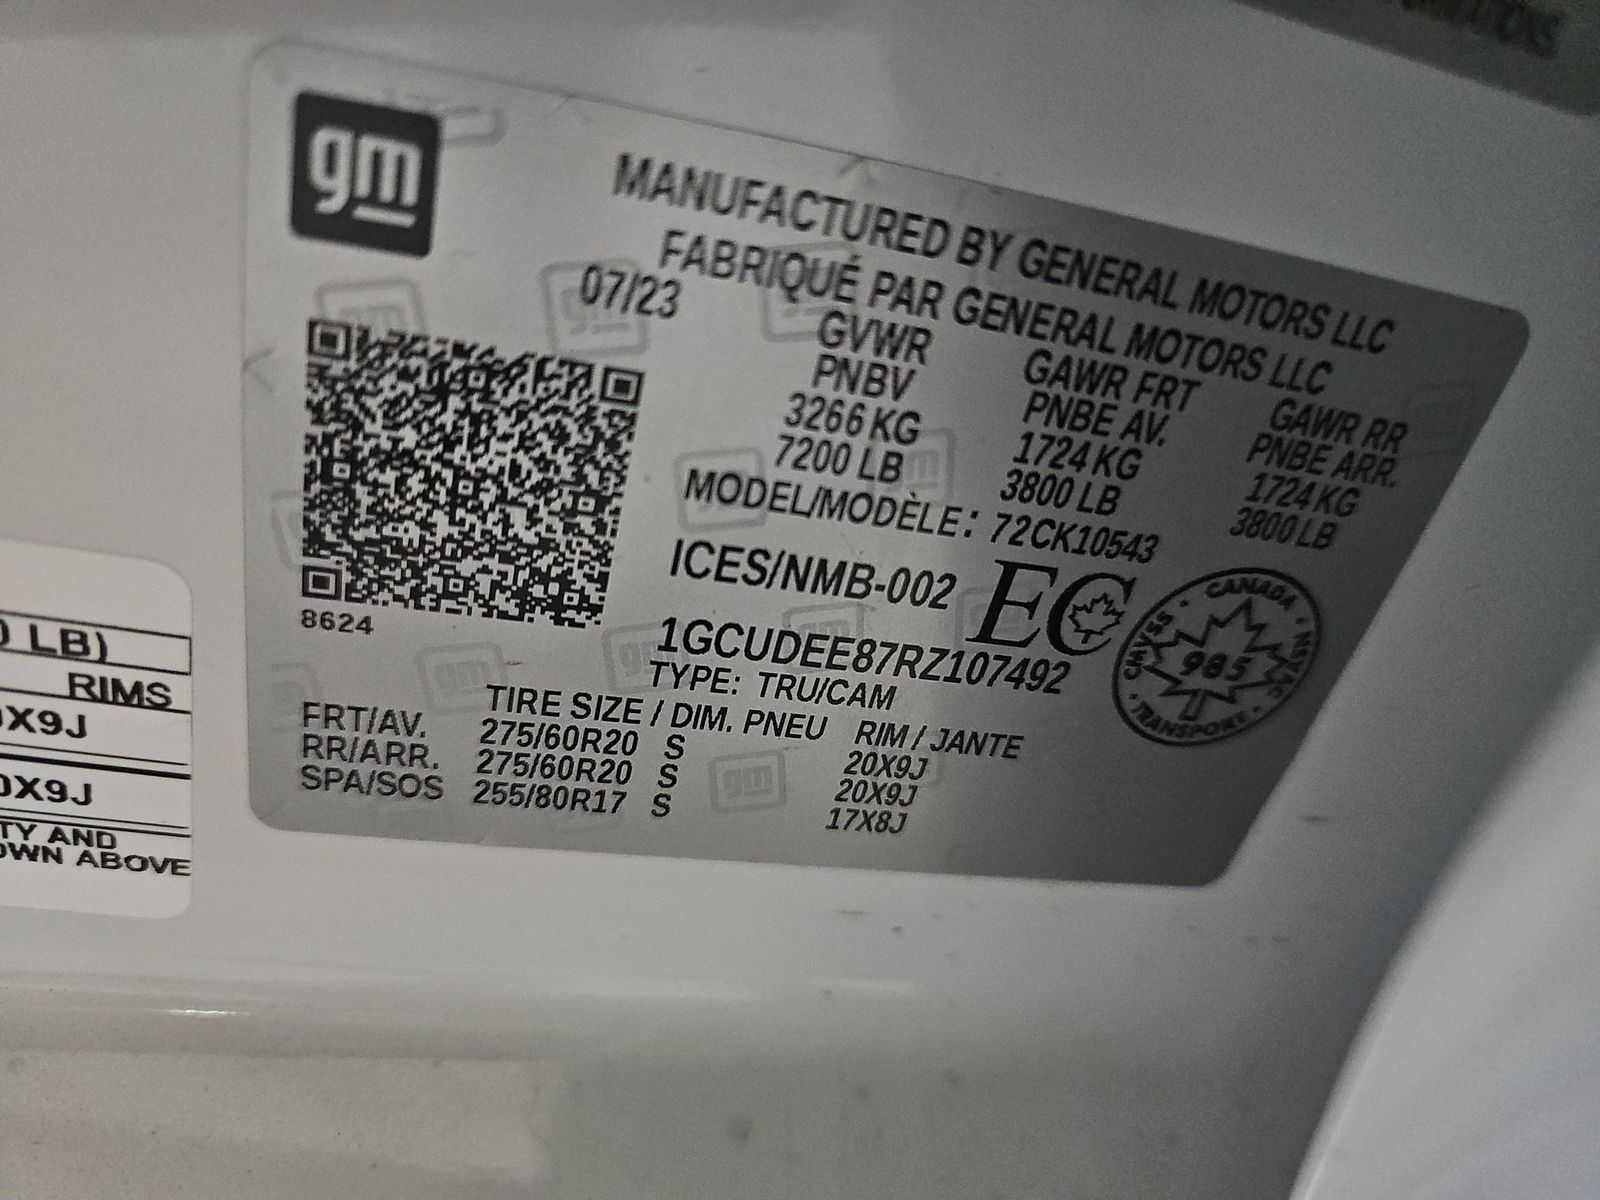 gm
MANUFACTURED BY GENERAL MOTORS LLC
FABRIQUÉ PAR GENERAL MOTORS LLC
07/23
GVWR GAWR FRT GAWR RR
PNBV PNBE AV. PNBE ARR.
3266 KG 1724 KG 1724 KG
7200 LB 3800 LB 3800 LB
MODEL/MODÈLE: 72CK10543
ICES/NMB-002 EC
8624
1GCUDEE87RZ107492
TYPE: TRU/CAM
CANADA
CMVSS 985 NSVAC
TRANSPORT
TIRE SIZE / DIM. PNEU RIM / JANTE
FRT/AV. 275/60R20 S 20X9J
RR/ARR. 275/60R20 S 20X9J
SPA/SOS 255/80R17 S 17X8J
LB)
RIMS
X9J
X9J
TY AND
OWN ABOVE